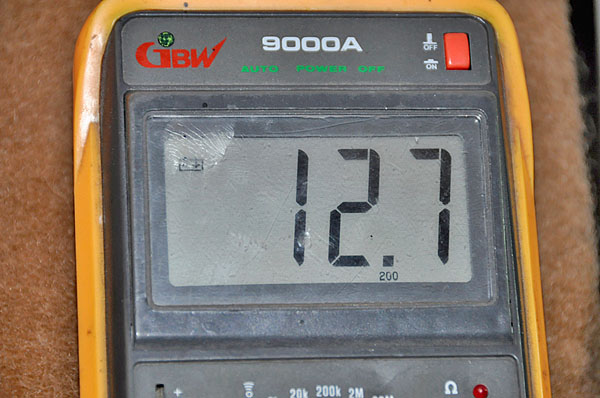 GBW 9000A OFF
AUTO POWER OFF ON
12.7
200
+ 20k 200k 2M Ω